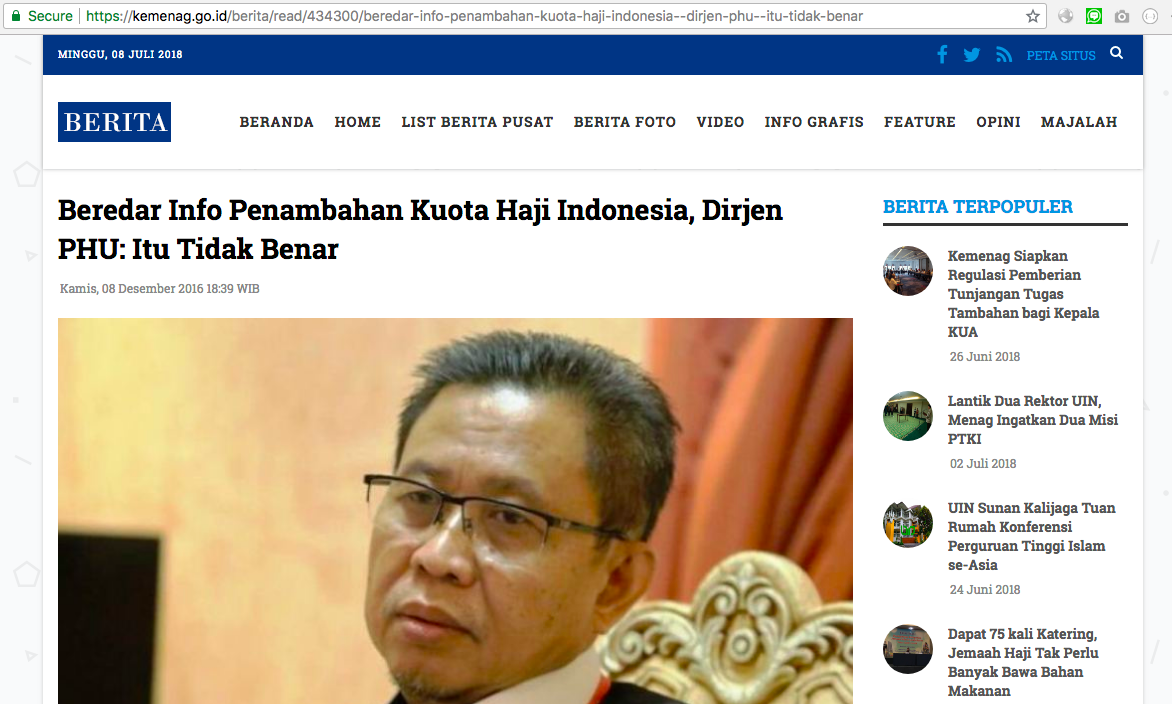 Secure
https://kemenag.go.id/berita/read/434300/beredar-info-penambahan-kuota-haji-indonesia--dirjen-phu--itu-tidak-benar
MINGGU, 08 JULI 2018
PETA SITUS
BERITA
BERANDA
HOME
LIST BERITA PUSAT
BERITA FOTO
VIDEO
INFO GRAFIS
FEATURE
OPINI
MAJALAH
Beredar Info Penambahan Kuota Haji Indonesia, Dirjen
PHU: Itu Tidak Benar
Kamis, 08 Desember 2016 18:39 WIB
BERITA TERPOPULER
Kemenag Siapkan
Regulasi Pemberian
Tunjangan Tugas
Tambahan bagi Kepala
KUA
26 Juni 2018
Lantik Dua Rektor UIN,
Menag Ingatkan Dua Misi
PTKI
02 Juli 2018
UIN Sunan Kalijaga Tuan
Rumah Konferensi
Perguruan Tinggi Islam
se-Asia
24 Juni 2018
Dapat 75 kali Katering,
Jemaah Haji Tak Perlu
Banyak Bawa Bahan
Makanan